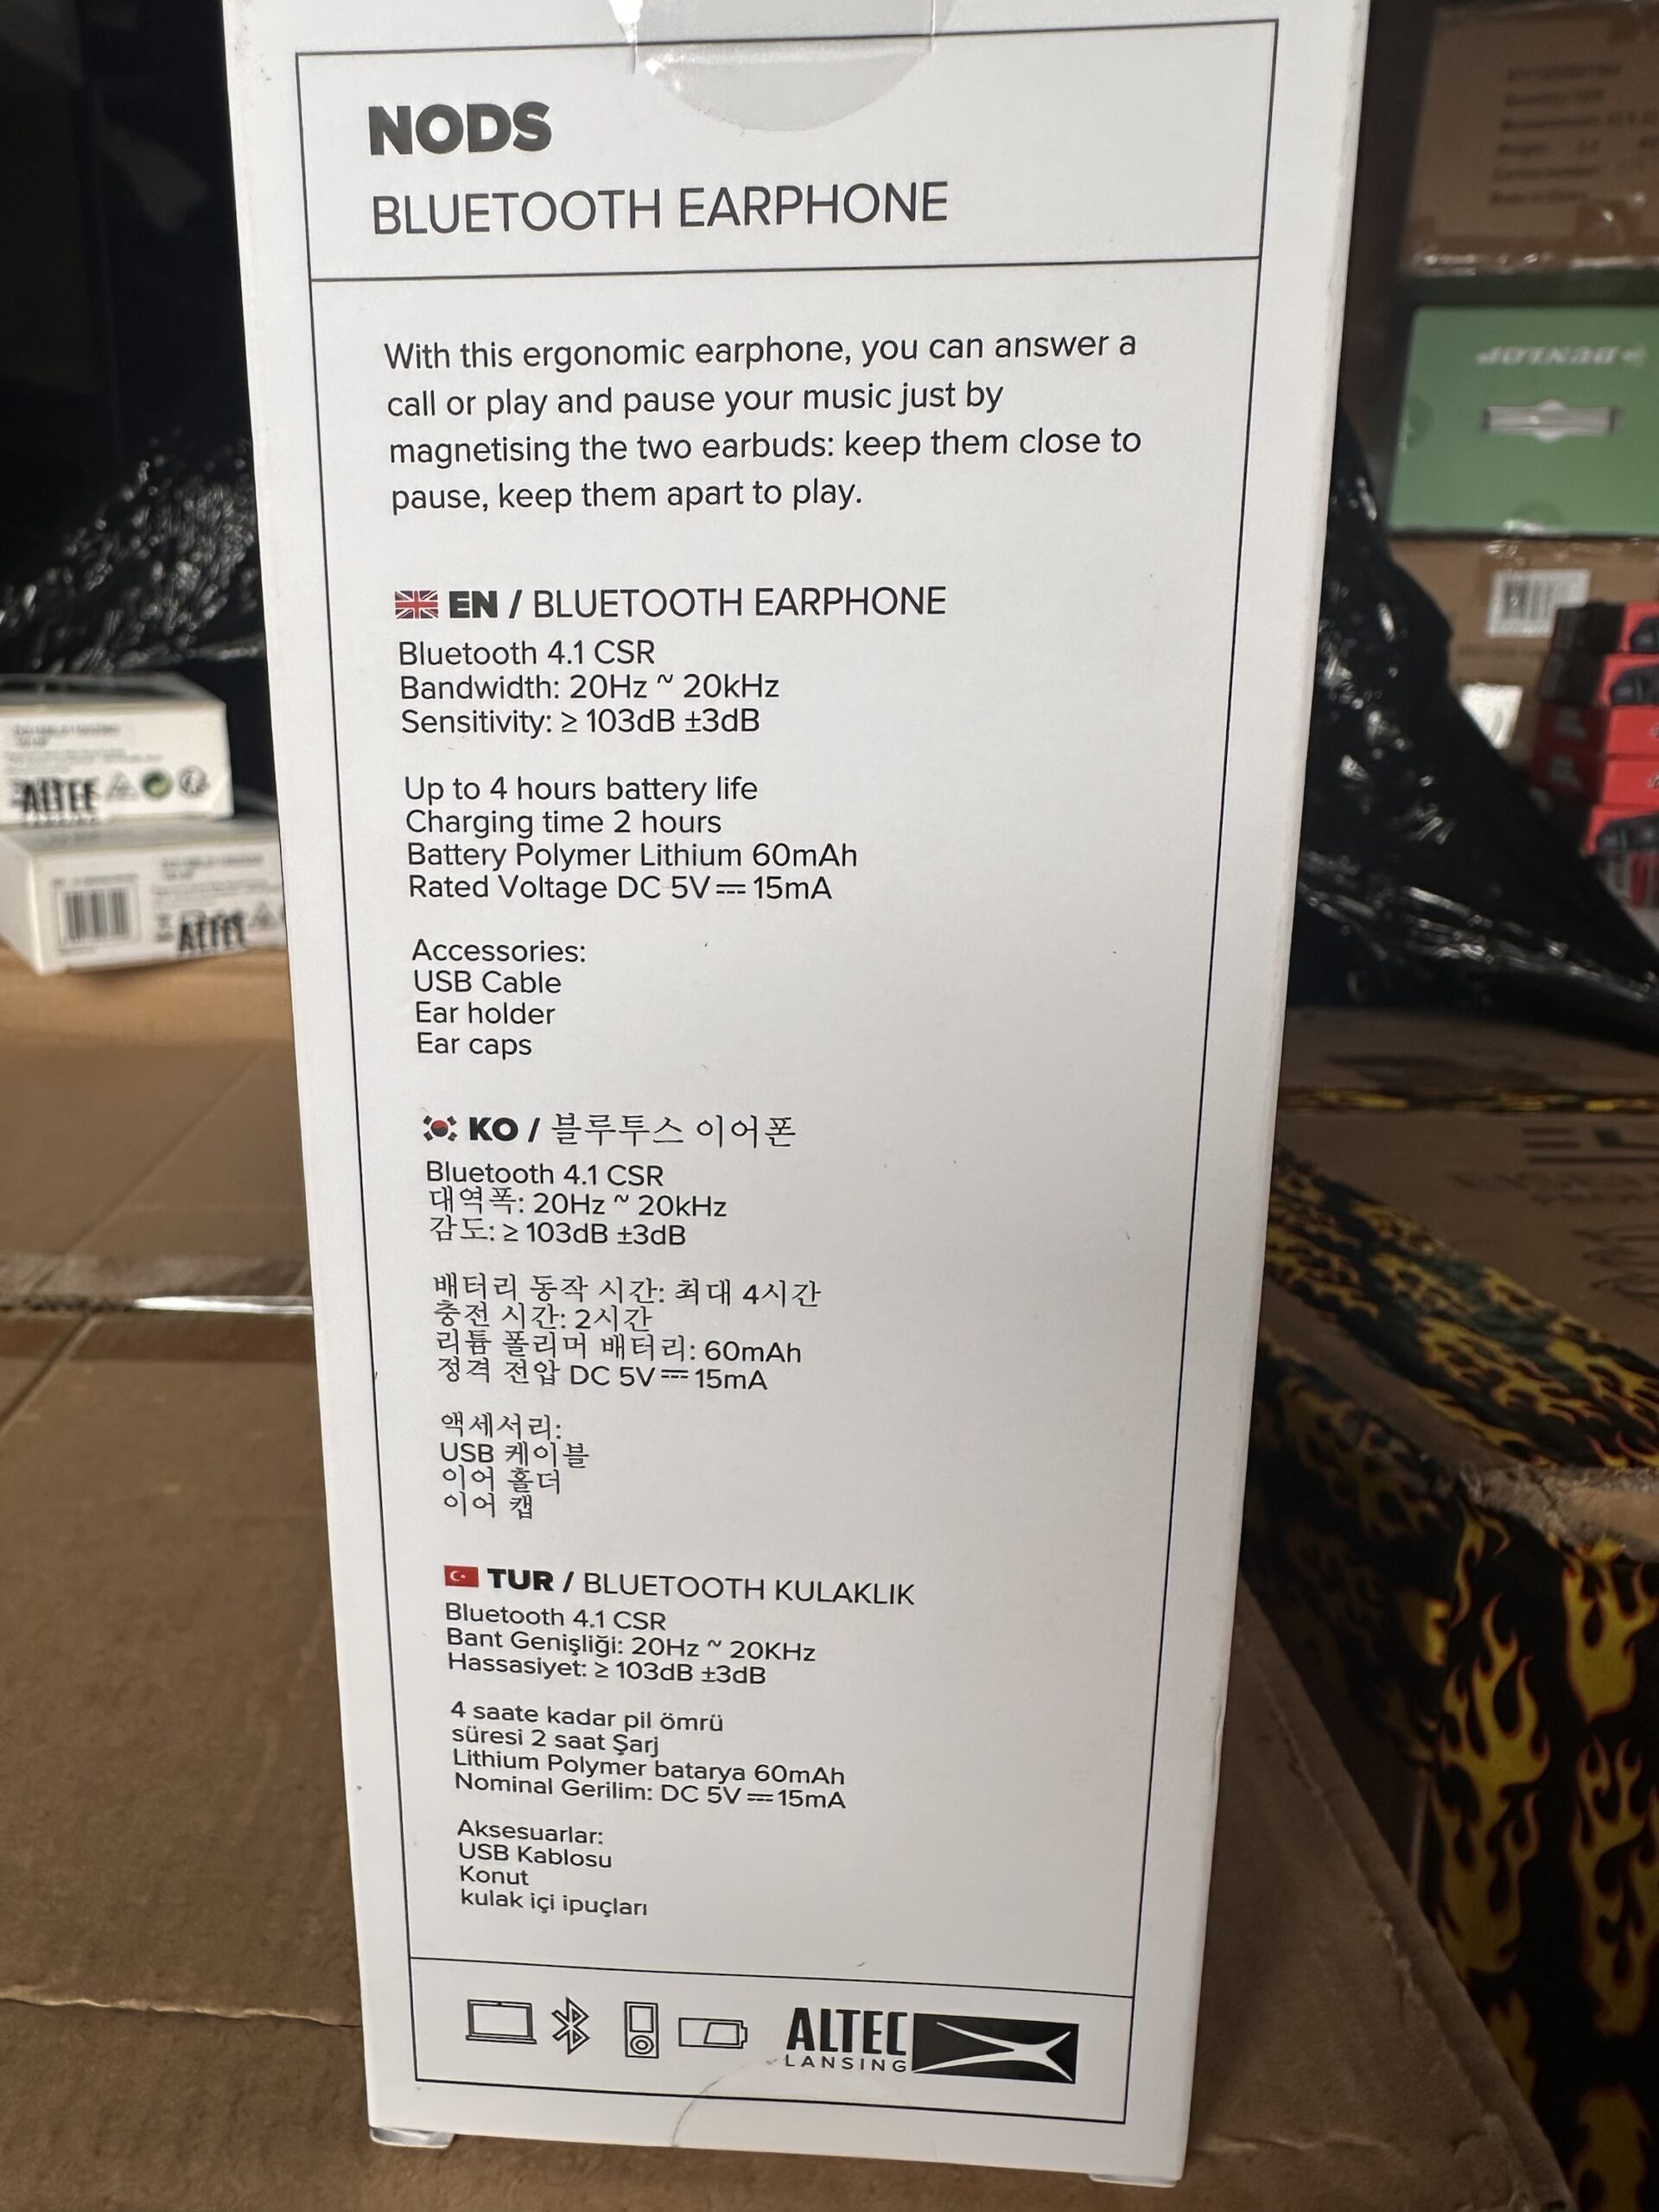 NODS
BLUETOOTH EARPHONE
With this ergonomic earphone, you can answer a
call or play and pause your music just by
magnetising the two earbuds: keep them close to
pause, keep them apart to play.
EN / BLUETOOTH EARPHONE
Bluetooth 4.1 CSR
Bandwidth: 20Hz ~ 20kHz
Sensitivity: ≥ 103dB ±3dB
Up to 4 hours battery life
Charging time 2 hours
Battery Polymer Lithium 60mAh
Rated Voltage DC 5V⎓15mA
Accessories:
USB Cable
Ear holder
Ear caps
KO / 블루투스 이어폰
Bluetooth 4.1 CSR
대역폭: 20Hz ~ 20kHz
감도: ≥ 103dB ±3dB
배터리 동작 시간: 최대 4시간
충전 시간: 2시간
리튬 폴리머 배터리: 60mAh
정격 전압 DC 5V⎓15mA
액세서리:
USB 케이블
이어 홀더
이어 캡
TUR / BLUETOOTH KULAKLIK
Bluetooth 4.1 CSR
Bant Genişliği: 20Hz ~ 20KHz
Hassasiyet: ≥ 103dB ±3dB
4 saate kadar pil ömrü
süresi 2 saat Şarj
Lithium Polymer batarya 60mAh
Nominal Gerilim: DC 5V⎓15mA
Aksesuarlar:
USB Kablosu
Konut
kulak içi ipuçları
ALTEC
LANSING
ALTEC
ALTEC
DUNLOP